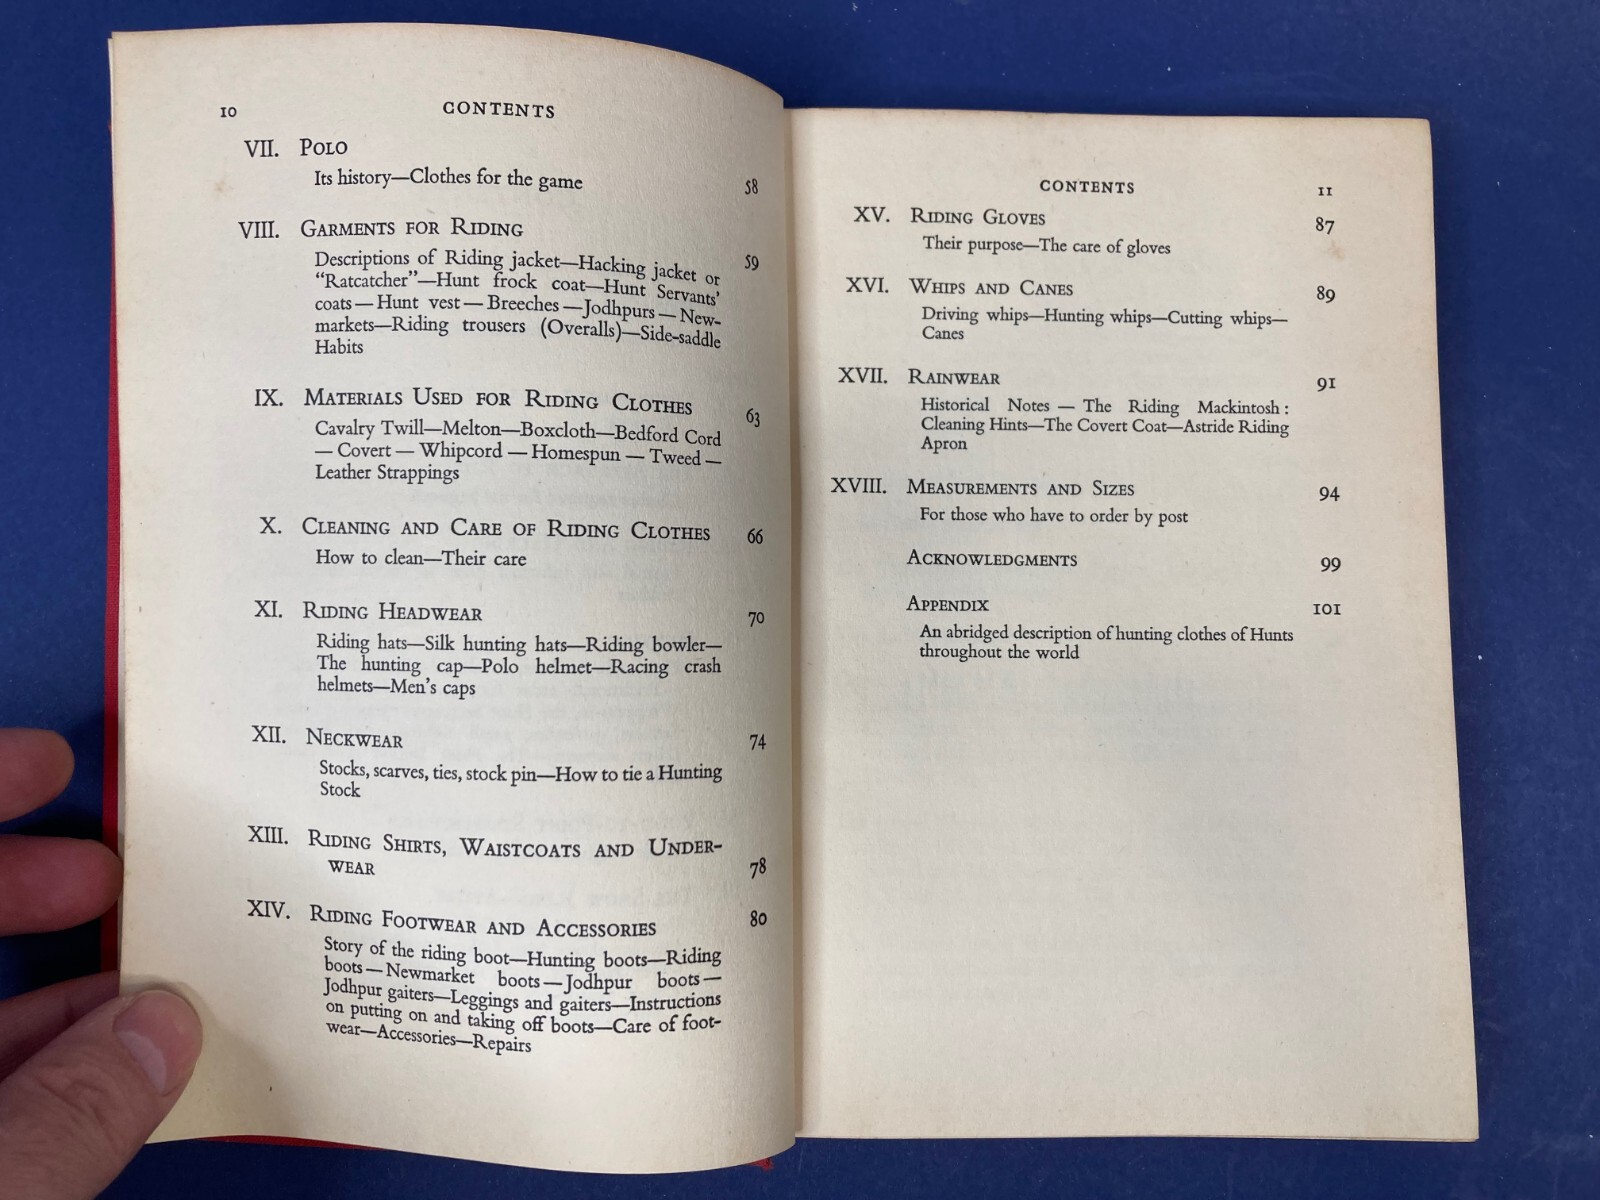 10 CONTENTS
VII. POLO
Its history—Clothes for the game 58
VIII. GARMENTS FOR RIDING
Descriptions of Riding jacket—Hacking jacket or 59
“Ratcatcher”—Hunt frock coat—Hunt Servants’
coats—Hunt vest—Breeches—Jodhpurs—New-
markets—Riding trousers (Overalls)—Side-saddle
Habits
IX. MATERIALS USED FOR RIDING CLOTHES 63
Cavalry Twill—Melton—Boxcloth—Bedford Cord
—Covert—Whipcord—Homespun—Tweed—
Leather Strappings
X. CLEANING AND CARE OF RIDING CLOTHES 66
How to clean—Their care
XI. RIDING HEADWEAR 70
Riding hats—Silk hunting hats—Riding bowler—
The hunting cap—Polo helmet—Racing crash
helmets—Men’s caps
XII. NECKWEAR 74
Stocks, scarves, ties, stock pin—How to tie a Hunting
Stock
XIII. RIDING SHIRTS, WAISTCOATS AND UNDER-
WEAR 78
XIV. RIDING FOOTWEAR AND ACCESSORIES 80
Story of the riding boot—Hunting boots—Riding
boots—Newmarket boots—Jodhpur boots—
Jodhpur gaiters—Leggings and gaiters—Instructions
on putting on and taking off boots—Care of foot-
wear—Accessories—Repairs
CONTENTS 11
XV. RIDING GLOVES 87
Their purpose—The care of gloves
XVI. WHIPS AND CANES 89
Driving whips—Hunting whips—Cutting whips—
Canes
XVII. RAINWEAR 91
Historical Notes — The Riding Mackintosh:
Cleaning Hints—The Covert Coat—Astride Riding
Apron
XVIII. MEASUREMENTS AND SIZES 94
For those who have to order by post
ACKNOWLEDGMENTS 99
APPENDIX 101
An abridged description of hunting clothes of Hunts
throughout the world